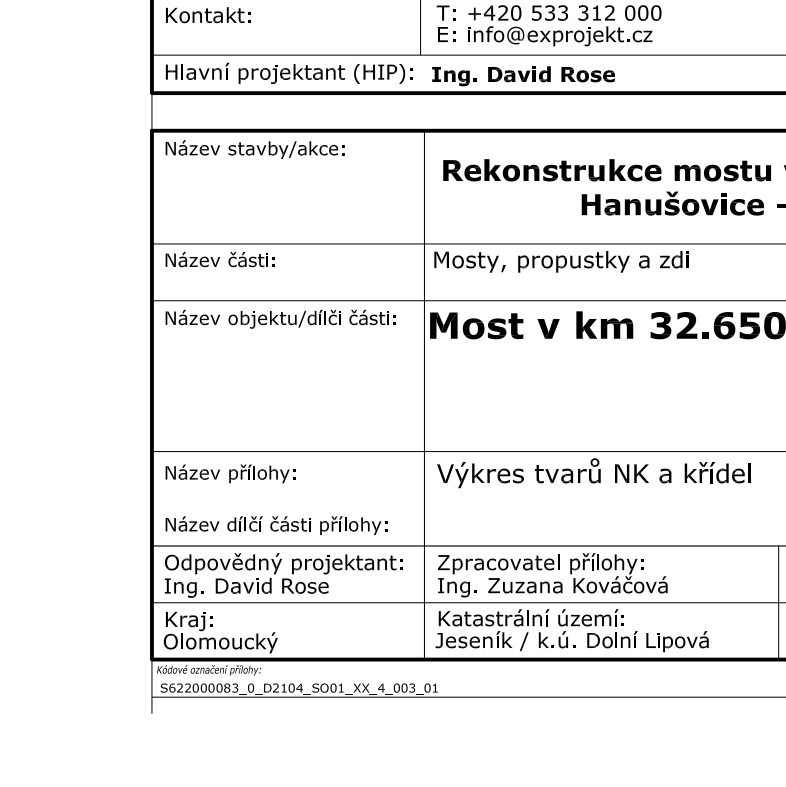 Kontakt:
T: +420 533 312 000
E: info@exprojekt.cz
Hlavní projektant (HIP): Ing. David Rose
Název stavby/akce:
Rekonstrukce mostu v
Hanušovice -
Název části:
Mosty, propustky a zdi
Název objektu/dílči části:
Most v km 32.650
Název přílohy:
Výkres tvarů NK a křídel
Název dílčí části přílohy:
Odpovědný projektant:
Ing. David Rose
Zpracovatel přílohy:
Ing. Zuzana Kováčová
Kraj:
Olomoucký
Katastrální území:
Jeseník / k.ú. Dolní Lipová
Kódové označení přílohy:
S622000083_0_D2104_SO01_XX_4_003_01